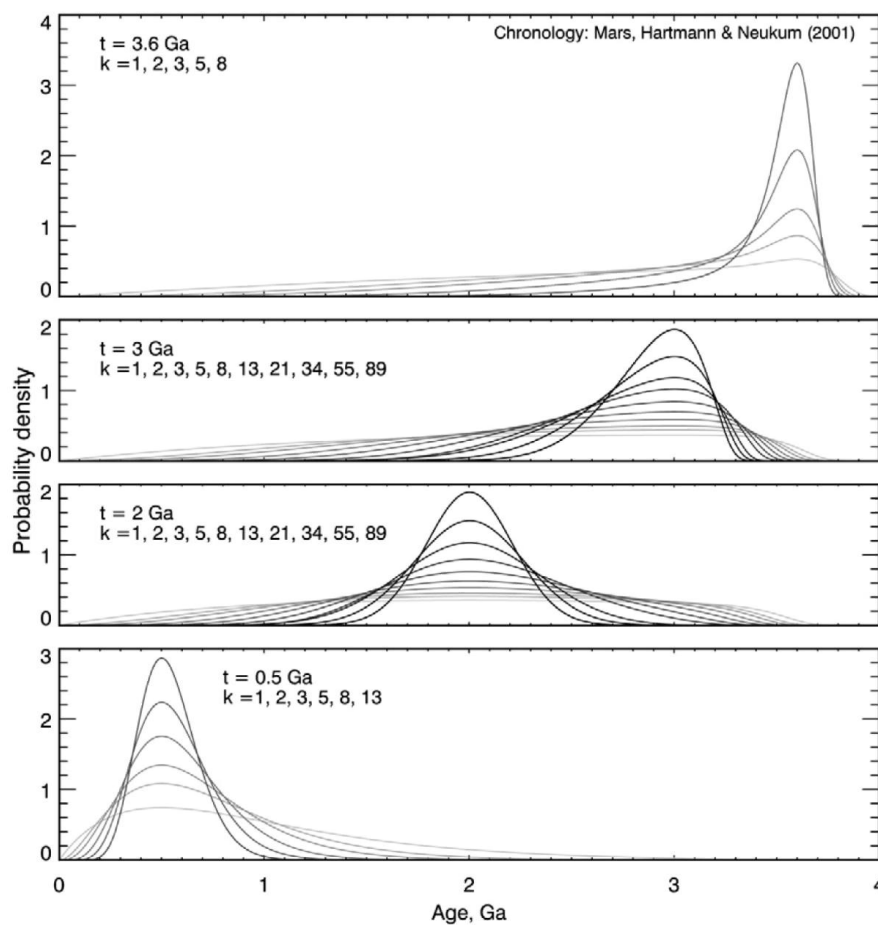 Chronology: Mars, Hartmann & Neukum (2001)
t = 3.6 Ga
k =1, 2, 3, 5, 8
4
3
2
1
0
t = 3 Ga
k =1, 2, 3, 5, 8, 13, 21, 34, 55, 89
2
1
0
t = 2 Ga
k =1, 2, 3, 5, 8, 13, 21, 34, 55, 89
2
1
0
t = 0.5 Ga
k =1, 2, 3, 5, 8, 13
3
2
1
0
Probability density
0 1 2 3 4
Age, Ga